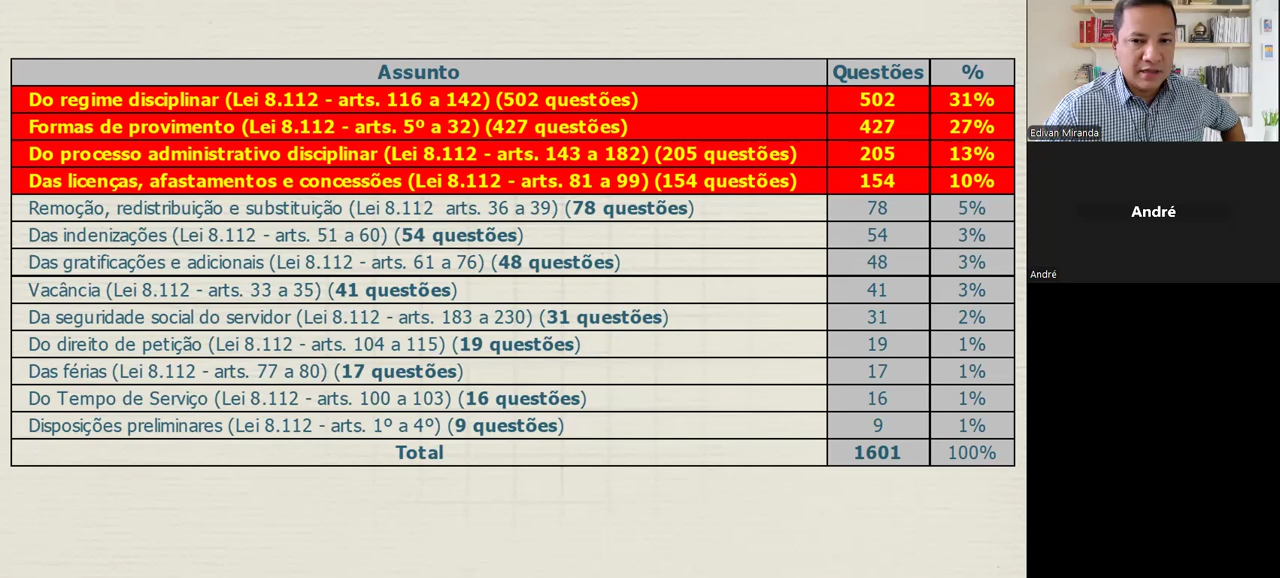 Assunto Questões %
Do regime disciplinar (Lei 8.112 - arts. 116 a 142) (502 questões) 502 31%
Formas de provimento (Lei 8.112 - arts. 5º a 32) (427 questões) 427 27%
Do processo administrativo disciplinar (Lei 8.112 - arts. 143 a 182) (205 questões) 205 13%
Das licenças, afastamentos e concessões (Lei 8.112 - arts. 81 a 99) (154 questões) 154 10%
Remoção, redistribuição e substituição (Lei 8.112 arts. 36 a 39) (78 questões) 78 5%
Das indenizações (Lei 8.112 - arts. 51 a 60) (54 questões) 54 3%
Das gratificações e adicionais (Lei 8.112 - arts. 61 a 76) (48 questões) 48 3%
Vacância (Lei 8.112 - arts. 33 a 35) (41 questões) 41 3%
Da seguridade social do servidor (Lei 8.112 - arts. 183 a 230) (31 questões) 31 2%
Do direito de petição (Lei 8.112 - arts. 104 a 115) (19 questões) 19 1%
Das férias (Lei 8.112 - arts. 77 a 80) (17 questões) 17 1%
Do Tempo de Serviço (Lei 8.112 - arts. 100 a 103) (16 questões) 16 1%
Disposições preliminares (Lei 8.112 - arts. 1º a 4º) (9 questões) 9 1%
Total 1601 100%
Edivan Miranda
André
André